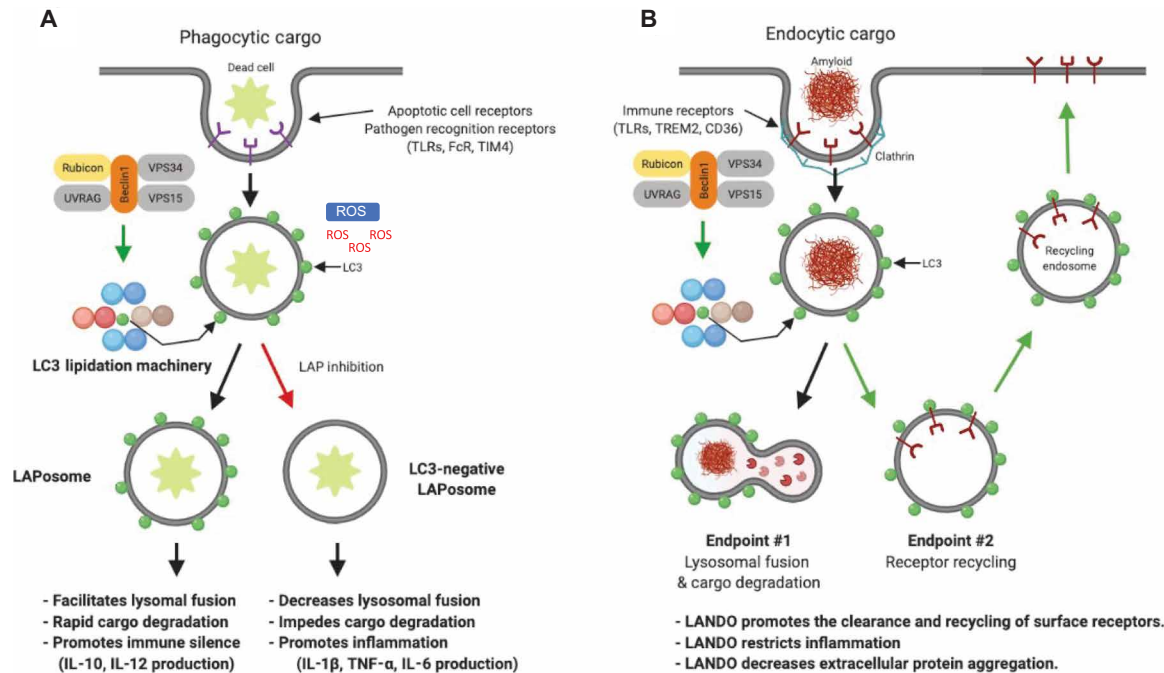 A
Phagocytic cargo
Dead cell
Apoptotic cell receptors
Pathogen recognition receptors
(TLRs, FcR, TIM4)
Rubicon
Beclin1
VPS34
UVRAG
VPS15
ROS
ROS
ROS
ROS
LC3
LC3 lipidation machinery
LAP inhibition
LAPosome
LC3-negative
LAPosome
- Facilitates lysomal fusion
- Rapid cargo degradation
- Promotes immune silence
(IL-10, IL-12 production)
- Decreases lysosomal fusion
- Impedes cargo degradation
- Promotes inflammation
(IL-1β, TNF-α, IL-6 production)
B
Endocytic cargo
Amyloid
Immune receptors
(TLRs, TREM2, CD36)
Clathrin
Rubicon
Beclin1
VPS34
UVRAG
VPS15
LC3
Recycling
endosome
Endpoint #1
Lysosomal fusion
& cargo degradation
Endpoint #2
Receptor recycling
- LANDO promotes the clearance and recycling of surface receptors.
- LANDO restricts inflammation
- LANDO decreases extracellular protein aggregation.